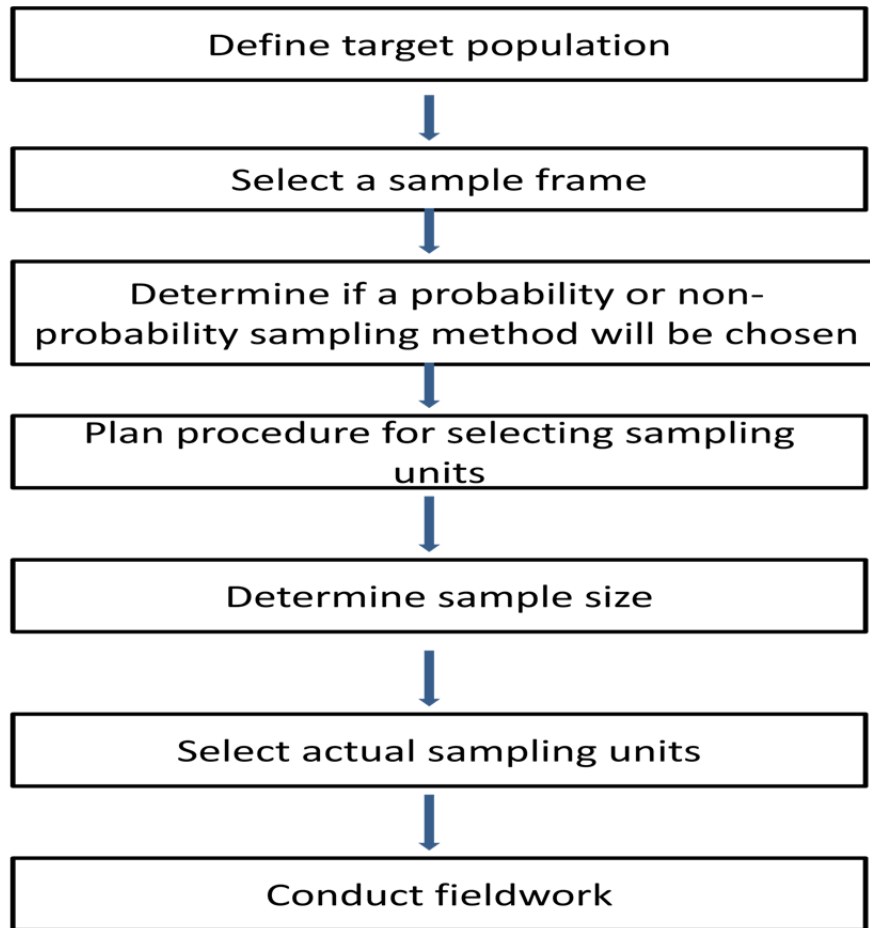 Define target population
Select a sample frame
Determine if a probability or non-
probability sampling method will be chosen
Plan procedure for selecting sampling
units
Determine sample size
Select actual sampling units
Conduct fieldwork